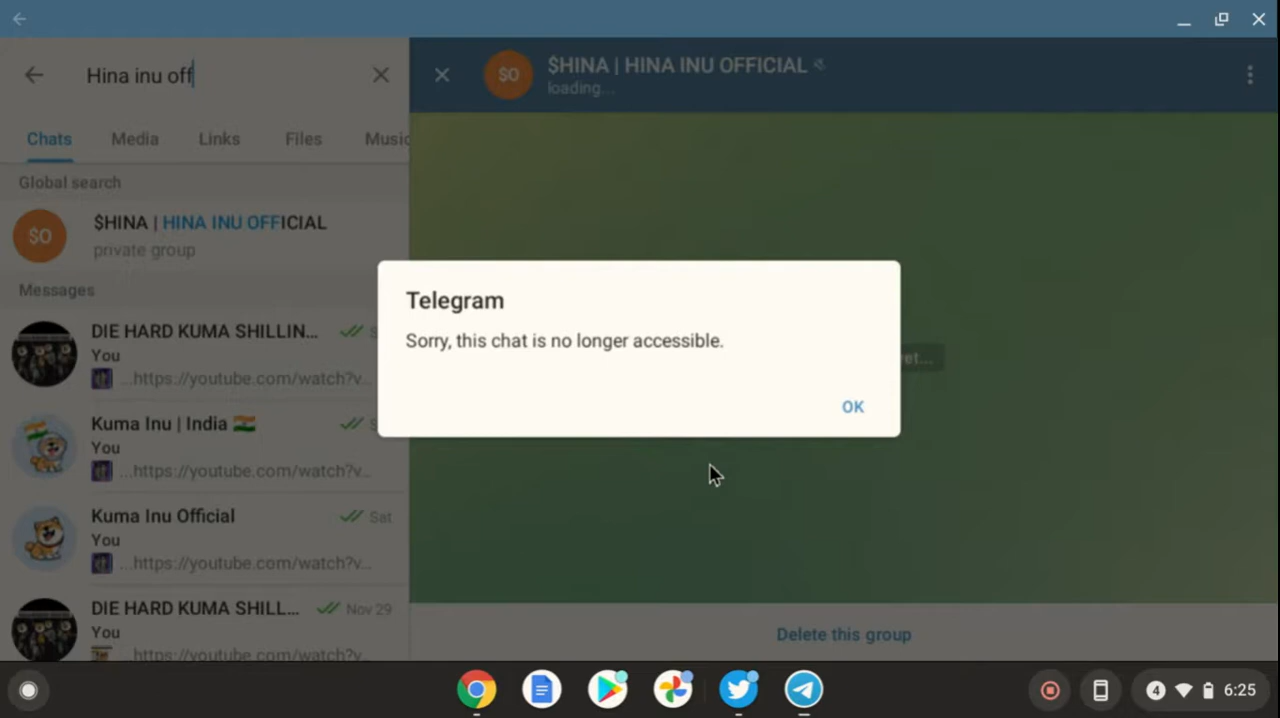 Hina inu off
Chats Media Links Files Music
Global search
$O
$HINA | HINA INU OFFICIAL
private group
Messages
DIE HARD KUMA SHILLIN...
You
...https://youtube.com/watch?v...
Kuma Inu | India
You
...https://youtube.com/watch?v...
Kuma Inu Official Sat
You
...https://youtube.com/watch?v...
DIE HARD KUMA SHILL... Nov 29
You
...https://youtube.com/watch?v...
$O
$HINA | HINA INU OFFICIAL
loading...
Telegram
Sorry, this chat is no longer accessible.
OK
Delete this group
4 6:25